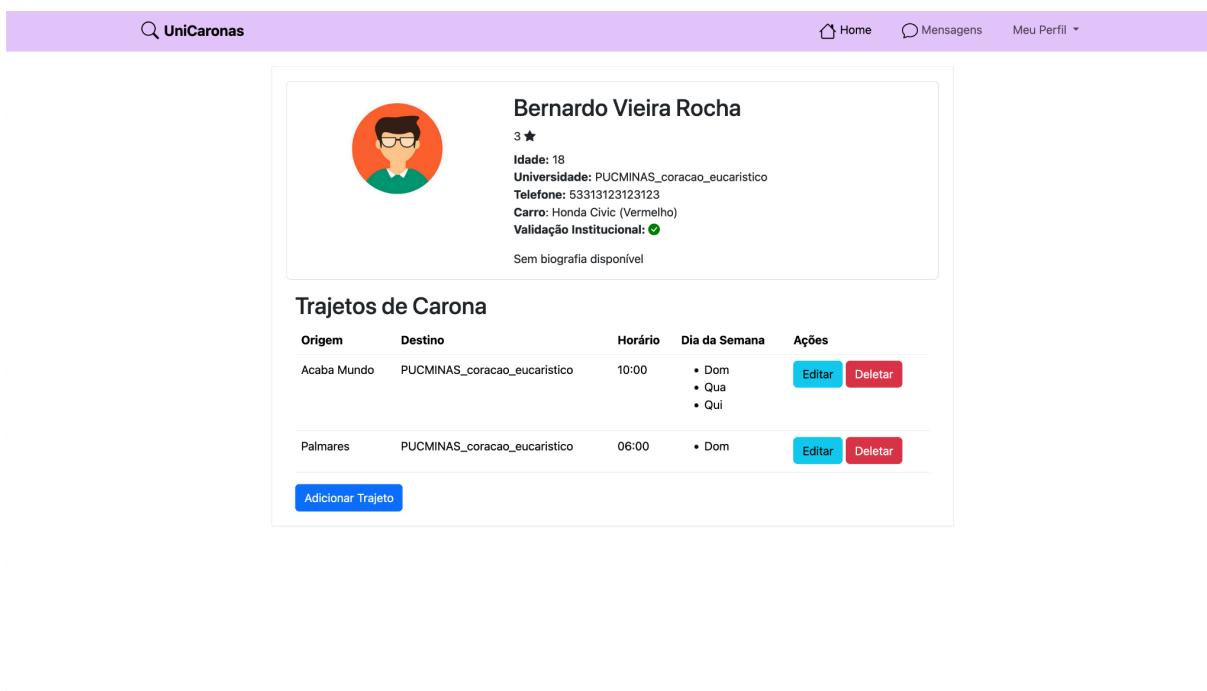 UniCaronas Home Mensagens Meu Perfil
Bernardo Vieira Rocha
3
Idade: 18
Universidade: PUCMINAS_coracao_eucaristico
Telefone: 53313123123123
Carro: Honda Civic (Vermelho)
Validação Institucional:
Sem biografia disponível
Trajetos de Carona
Origem Destino Horário Dia da Semana Ações
Acaba Mundo PUCMINAS_coracao_eucaristico 10:00 • Dom Editar Deletar
• Qua
• Qui
Palmares PUCMINAS_coracao_eucaristico 06:00 • Dom Editar Deletar
Adicionar Trajeto